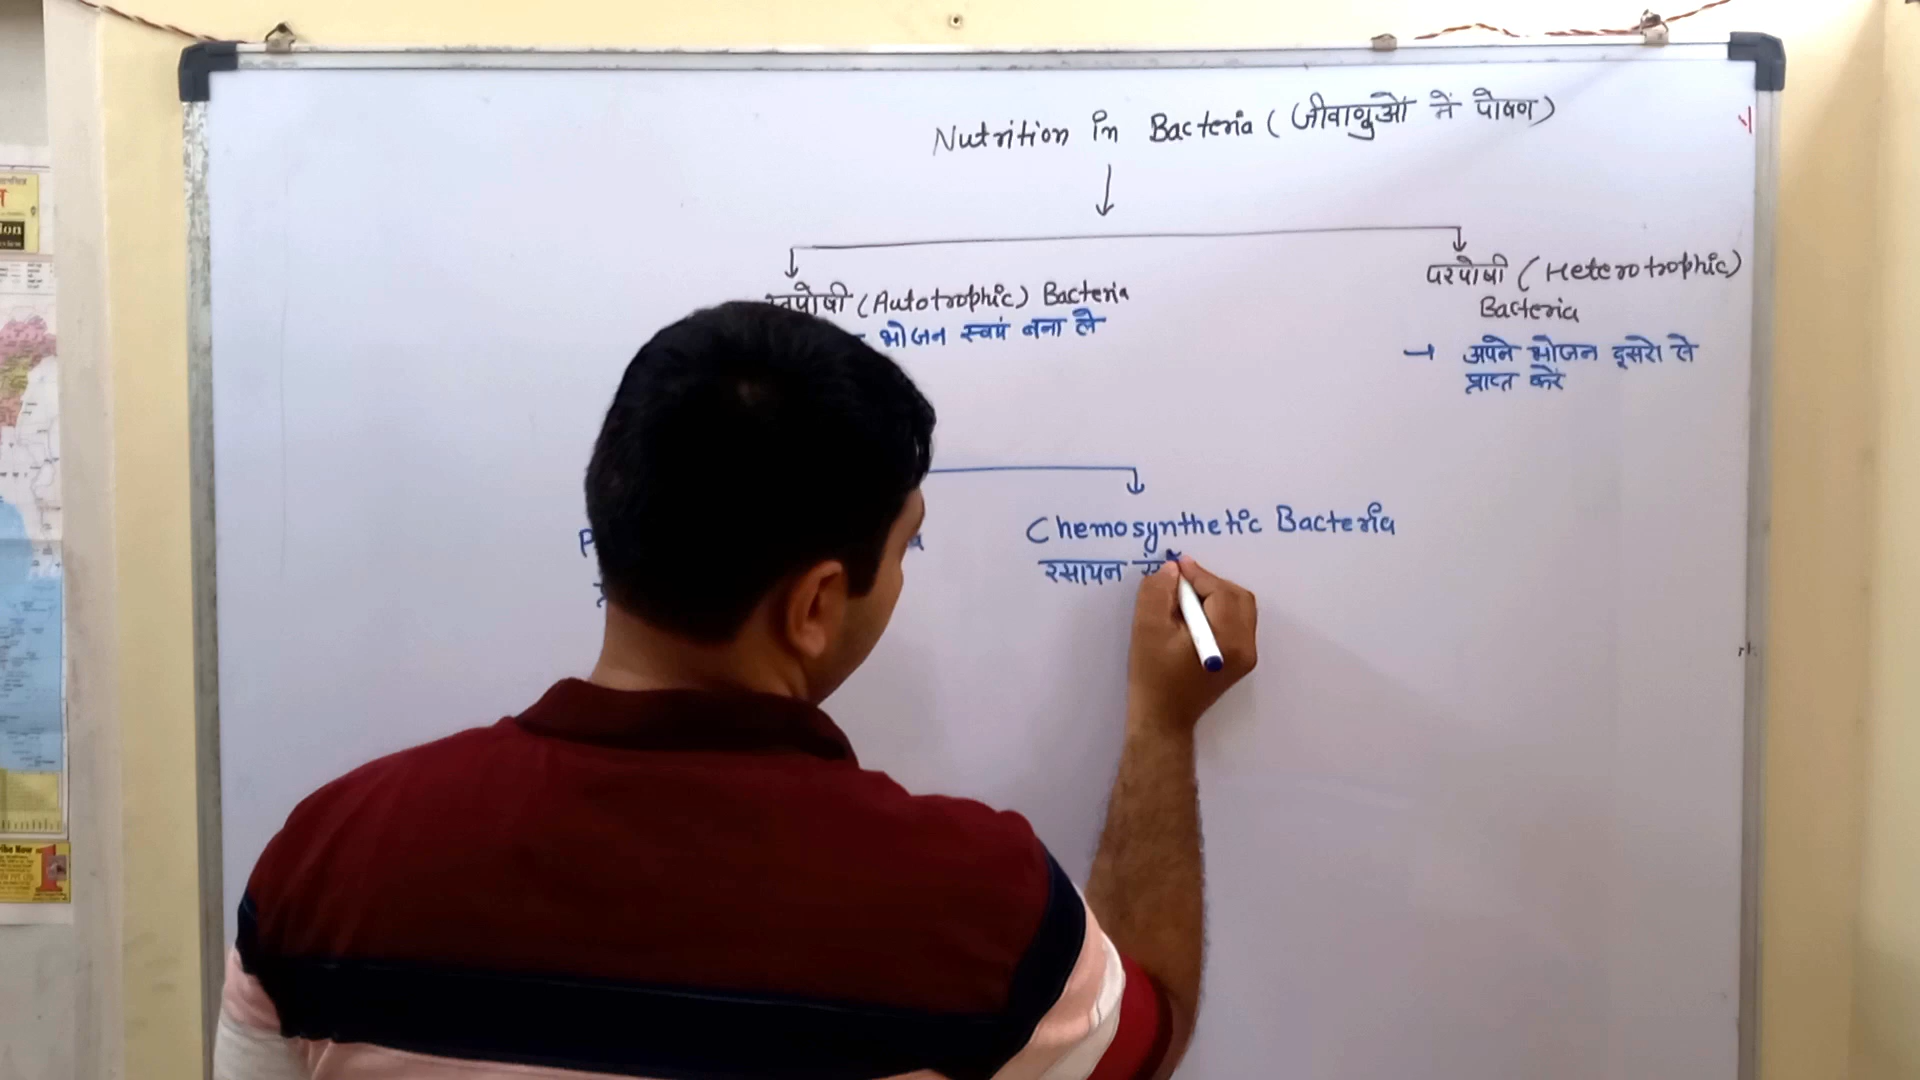 Nutrition in Bacteria (जीवाणुओं में पोषण)
स्वपोषी (Autotrophic) Bacteria
भोजन स्वयं बना ले
परपोषी (Heterotrophic)
Bacteria
→ अपने भोजन दूसरो से
प्राप्त करें
Chemosynthetic Bacteria
रसायन